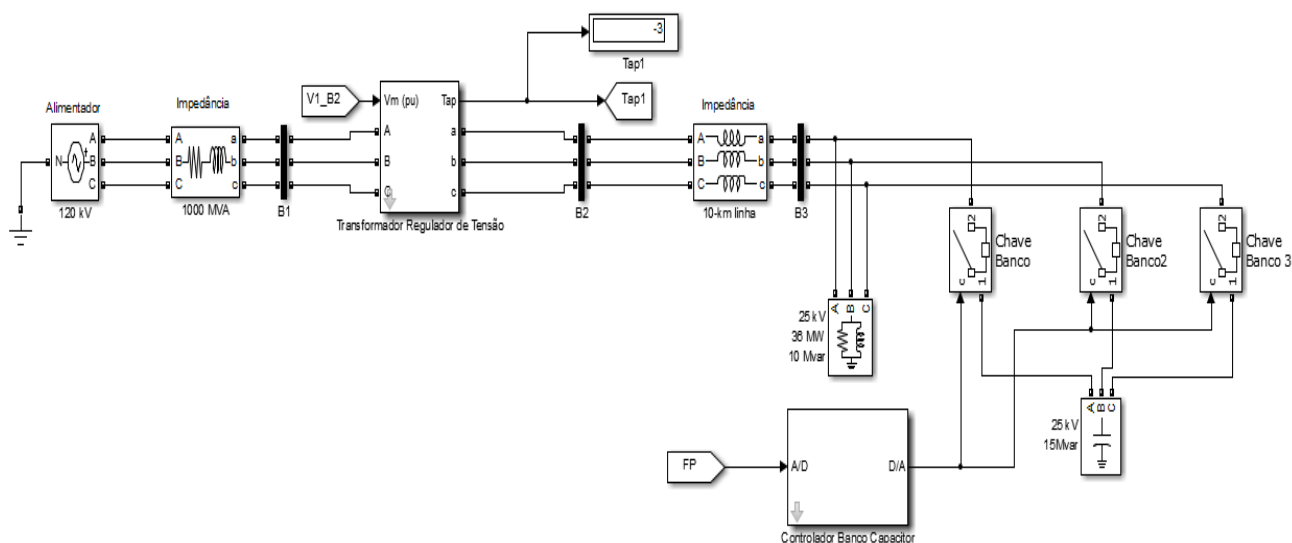 -3
Tap1
V1_B2
Vm (pu)
Tap
Tap1
Alimentador
Impedância
Impedância
A
B
C
a
b
c
A
a
N
A
B
C
A
B
C
a
b
c
B
b
C
c
A
B
C
a
b
c
120 kV
1000 MVA
B1
Transformador Regulador de Tensão
B2
10-km linha
B3
2
c
1
Chave
Banco
2
c
1
Chave
Banco2
2
c
1
Chave
Banco 3
A
B
C
25 kV
36 MW
10 Mvar
A
B
C
25 kV
15Mvar
FP
A/D
D/A
Controlador Banco Capacitor